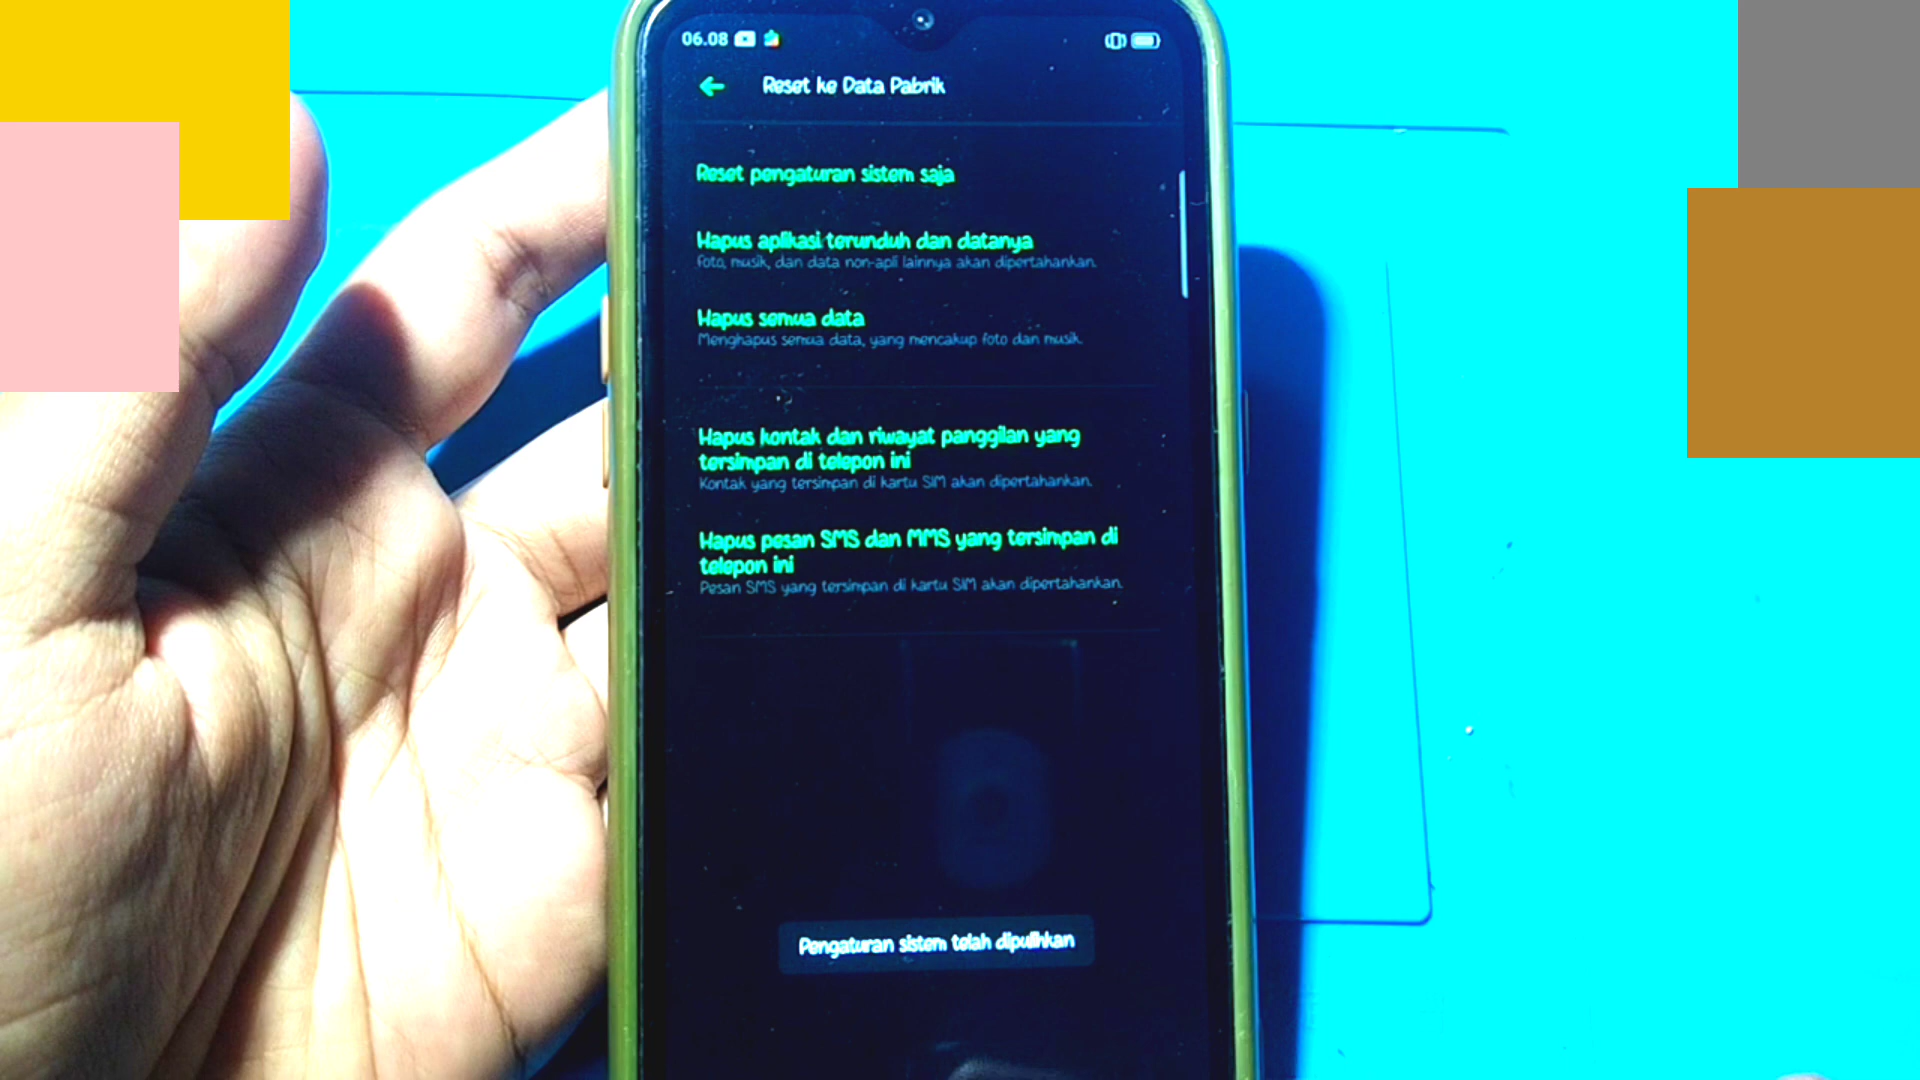 06.08
Reset ke Data Pabrik
Reset pengaturan sistem saja
Hapus aplikasi terunduh dan datanya
Foto, musik, dan data non-apli lainnya akan dipertahankan.
Hapus semua data
Menghapus semua data, yang mencakup foto dan musik.
Hapus kontak dan riwayat panggilan yang
tersimpan di telepon ini
Kontak yang tersimpan di kartu SIM akan dipertahankan.
Hapus pesan SMS dan MMS yang tersimpan di
telepon ini
Pesan SMS yang tersimpan di kartu SIM akan dipertahankan.
Pengaturan sistem telah dipulihkan